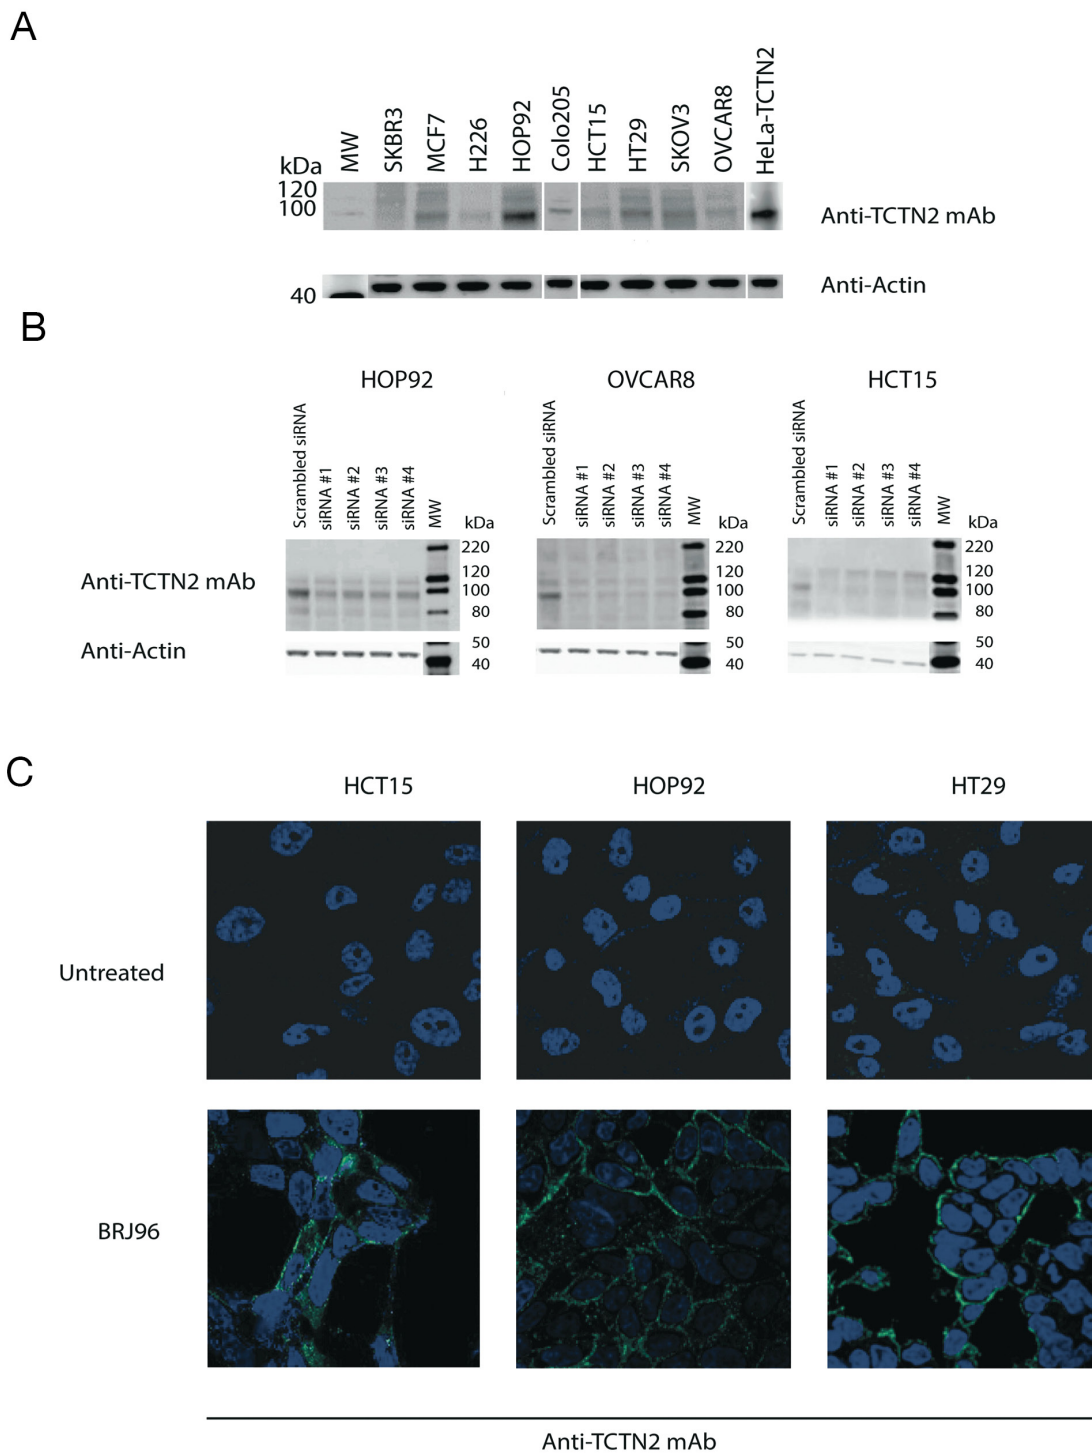 A
kDa
MW
SKBR3
MCF7
H226
HOP92
Colo205
HCT15
HT29
SKOV3
OVCAR8
HeLa-TCTN2
120
100
Anti-TCTN2 mAb
40
Anti-Actin
B
HOP92
OVCAR8
HCT15
Scrambled siRNA
siRNA #1
siRNA #2
siRNA #3
siRNA #4
MW
kDa
Scrambled siRNA
siRNA #1
siRNA #2
siRNA #3
siRNA #4
MW
kDa
Scrambled siRNA
siRNA #1
siRNA #2
siRNA #3
siRNA #4
MW
kDa
Anti-TCTN2 mAb
220
120
100
80
220
120
100
80
220
120
100
80
Anti-Actin
50
40
50
40
50
40
C
HCT15
HOP92
HT29
Untreated
BRJ96
Anti-TCTN2 mAb